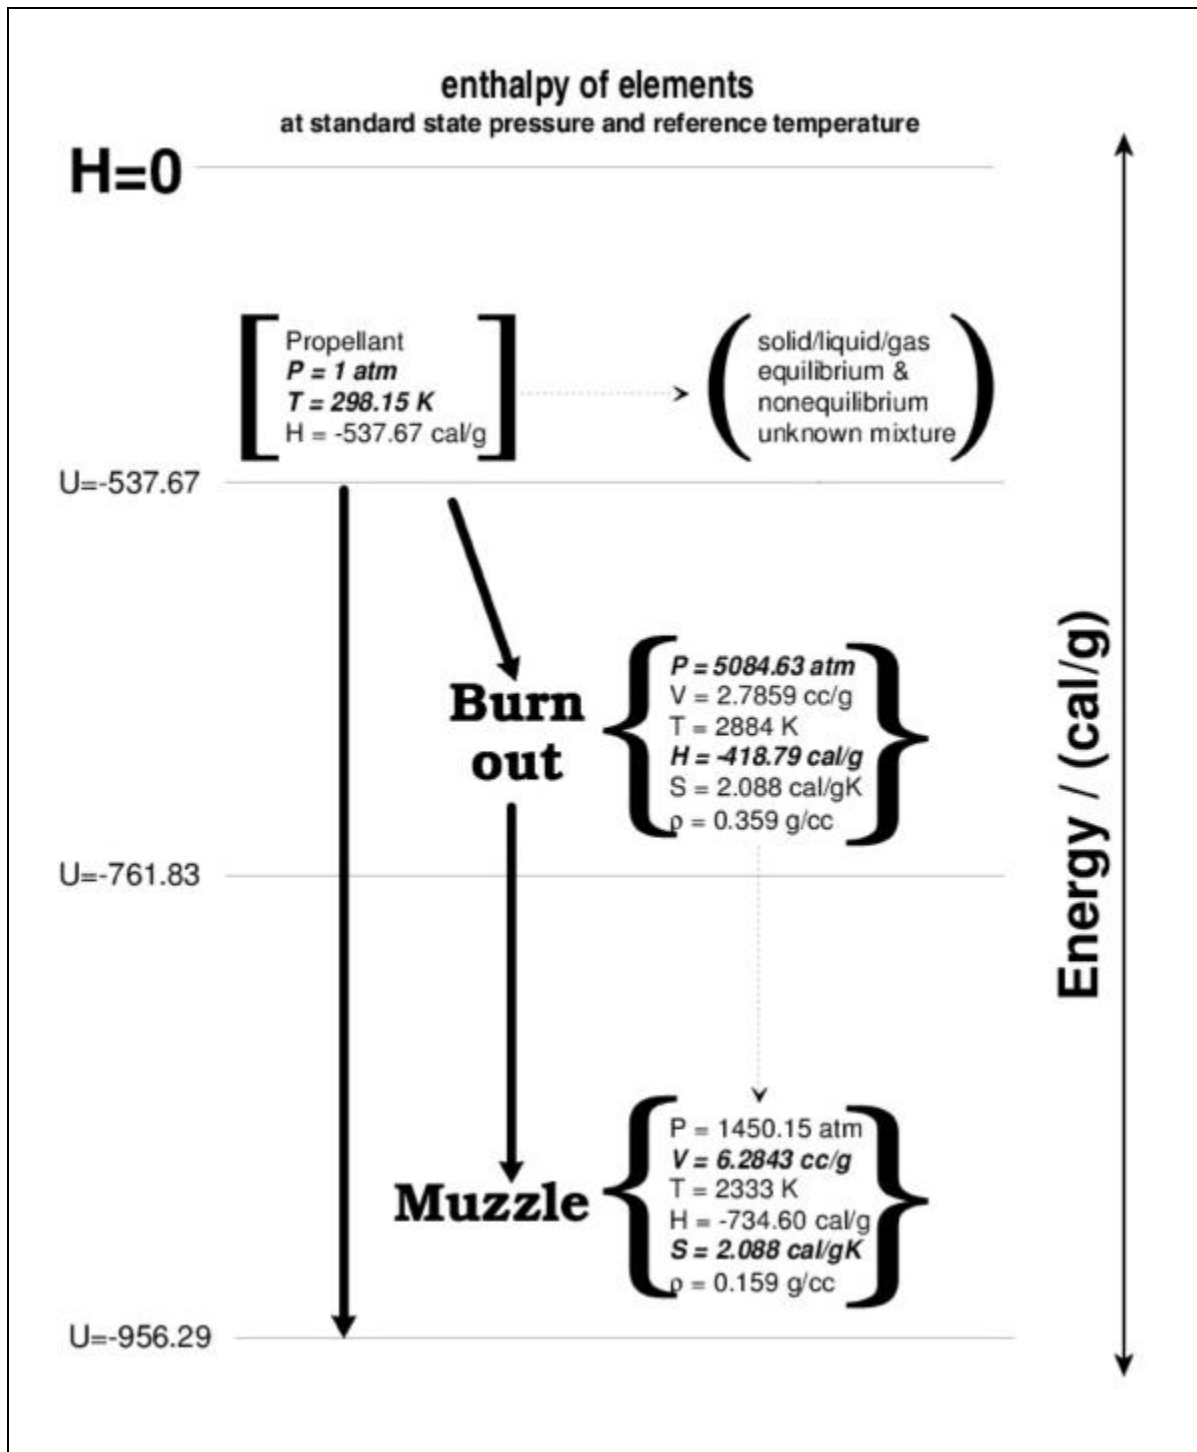 enthalpy of elements
at standard state pressure and reference temperature
H=0
Propellant
P = 1 atm
T = 298.15 K
H = -537.67 cal/g
solid/liquid/gas
equilibrium &
nonequilibrium
unknown mixture
U=-537.67
Burn
out
P = 5084.63 atm
V = 2.7859 cc/g
T = 2884 K
H = -418.79 cal/g
S = 2.088 cal/gK
ρ = 0.359 g/cc
U=-761.83
Muzzle
P = 1450.15 atm
V = 6.2843 cc/g
T = 2333 K
H = -734.60 cal/g
S = 2.088 cal/gK
ρ = 0.159 g/cc
U=-956.29
Energy / (cal/g)